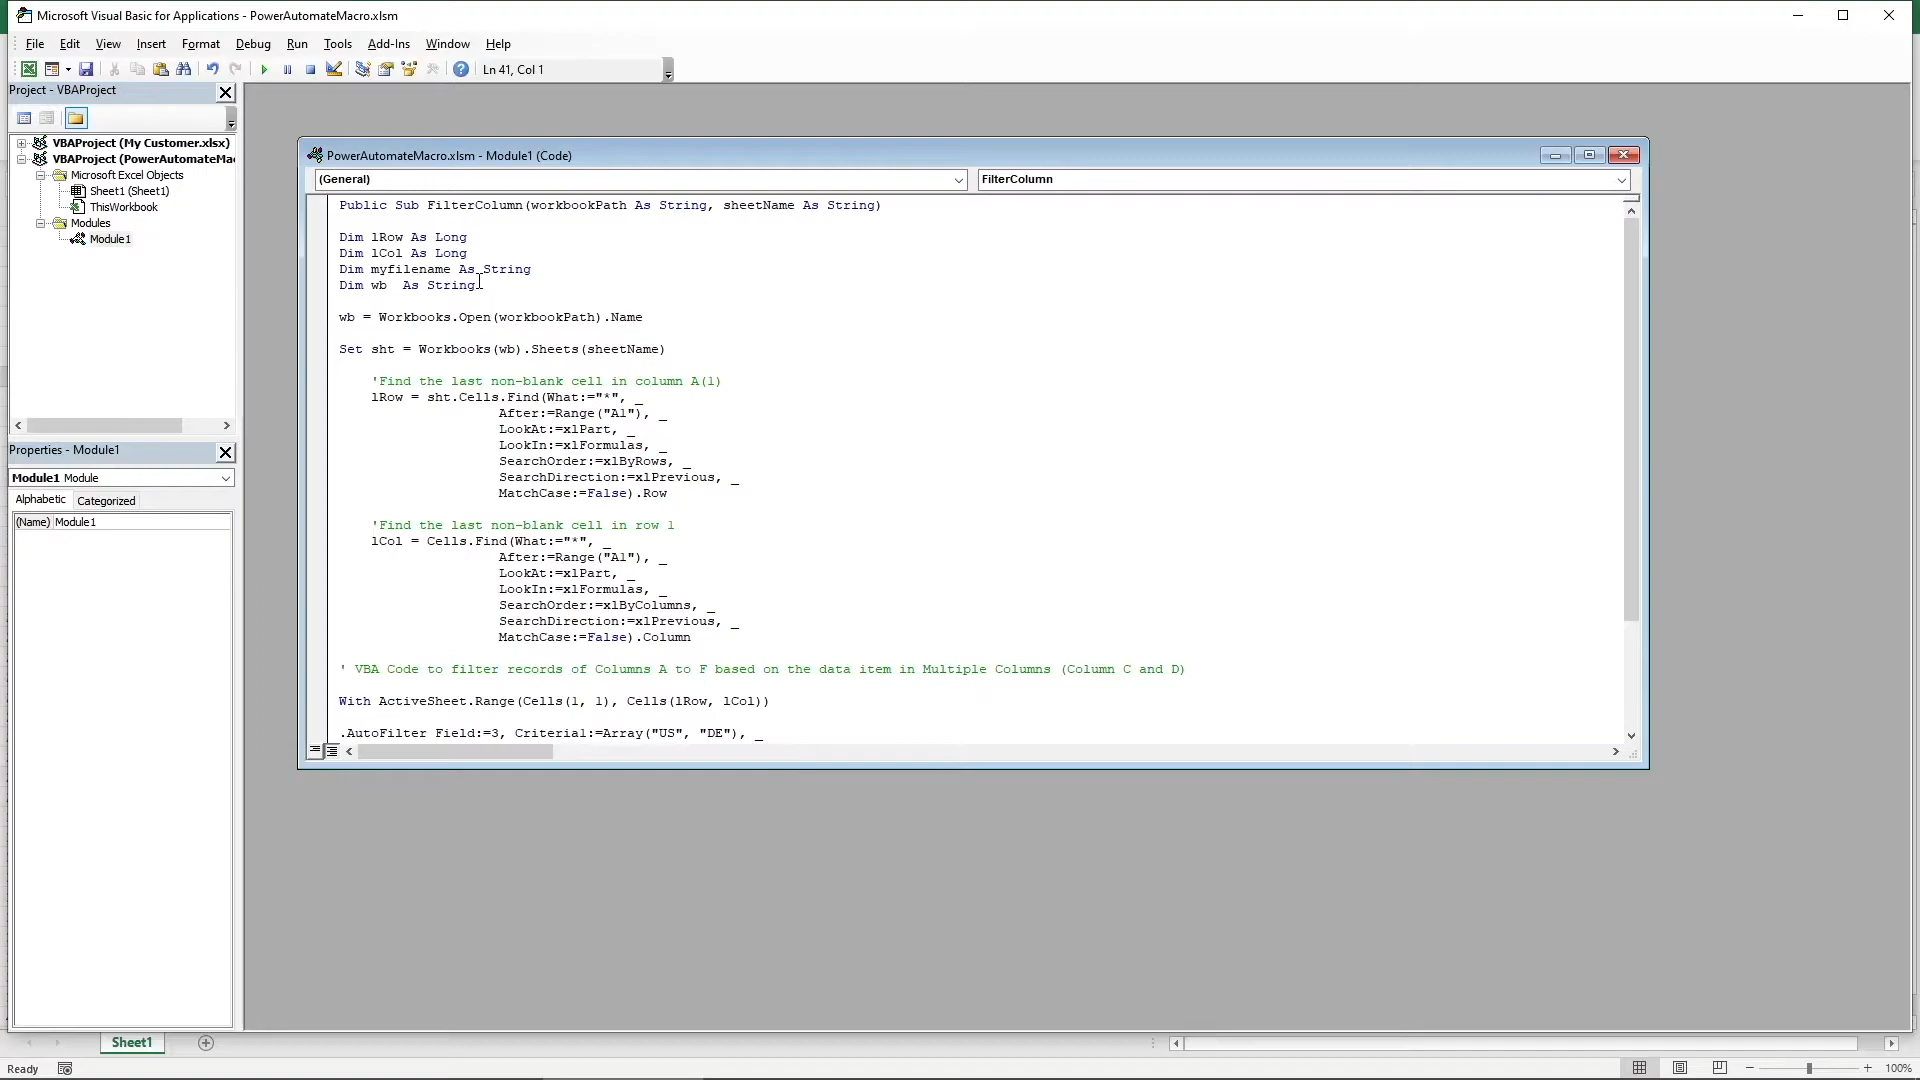 Microsoft Visual Basic for Applications - PowerAutomateMacro.xlsm
File Edit View Insert Format Debug Run Tools Add-Ins Window Help
Ln 41, Col 1
Project - VBAProject
VBAProject (My Customer.xlsx)
VBAProject (PowerAutomateMa
Microsoft Excel Objects
Sheet1 (Sheet1)
ThisWorkbook
Modules
Module1
Properties - Module1
Module1 Module
Alphabetic Categorized
(Name) Module1
PowerAutomateMacro.xlsm - Module1 (Code)
(General) FilterColumn
Public Sub FilterColumn(workbookPath As String, sheetName As String)
Dim lRow As Long
Dim lCol As Long
Dim myfilename As String
Dim wb  As String
wb = Workbooks.Open(workbookPath).Name
Set sht = Workbooks(wb).Sheets(sheetName)
'Find the last non-blank cell in column A(1)
lRow = sht.Cells.Find(What:="*", _
After:=Range("A1"), _
LookAt:=xlPart, _
LookIn:=xlFormulas, _
SearchOrder:=xlByRows, _
SearchDirection:=xlPrevious, _
MatchCase:=False).Row
'Find the last non-blank cell in row 1
lCol = Cells.Find(What:="*", _
After:=Range("A1"), _
LookAt:=xlPart, _
LookIn:=xlFormulas, _
SearchOrder:=xlByColumns, _
SearchDirection:=xlPrevious, _
MatchCase:=False).Column
' VBA Code to filter records of Columns A to F based on the data item in Multiple Columns (Column C and D)
With ActiveSheet.Range(Cells(1, 1), Cells(lRow, lCol))
.AutoFilter Field:=3, Criteria1:=Array("US", "DE"), _
Sheet1
Ready
100%